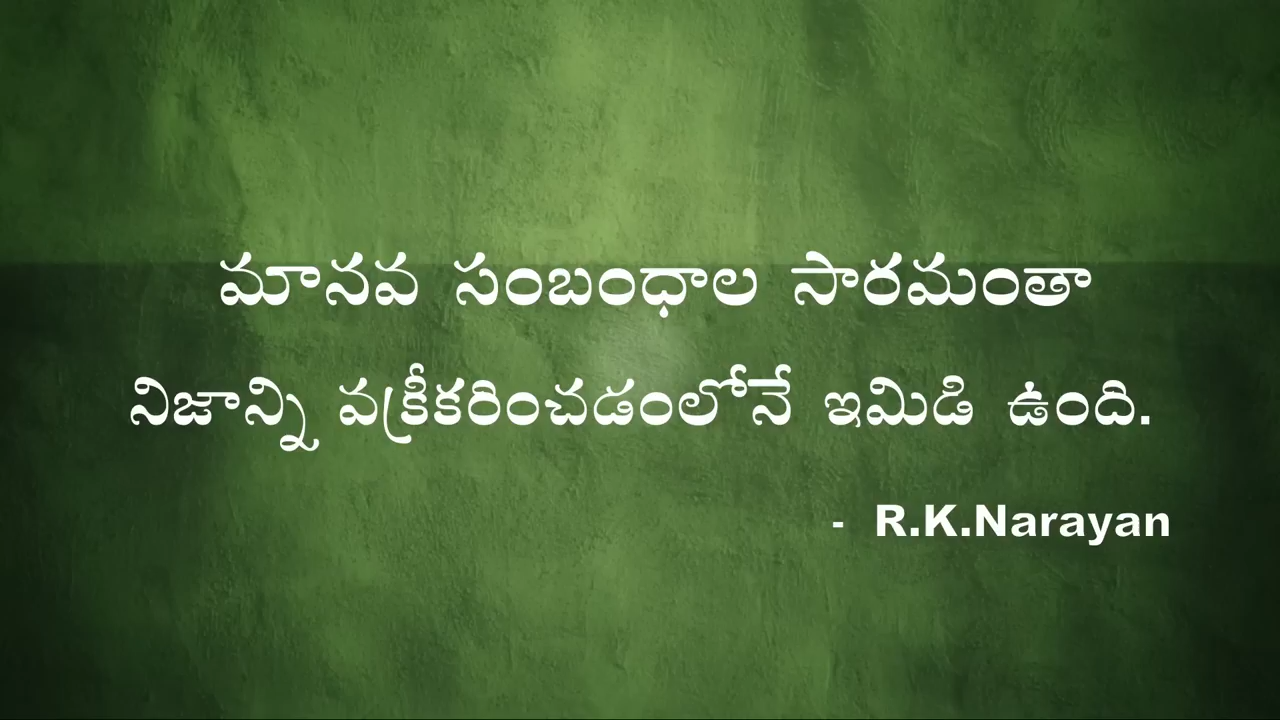 మానవ సంబంధాల సారమంతా
నిజాన్ని వక్రీకరించడంలోనే ఇమిడి ఉంది.
- R.K.Narayan